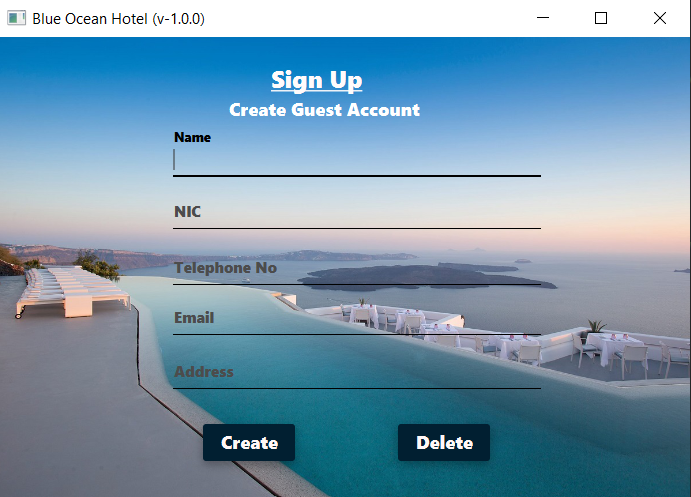 Blue Ocean Hotel (v-1.0.0)
Sign Up
Create Guest Account
Name
NIC
Telephone No
Email
Address
Create Delete